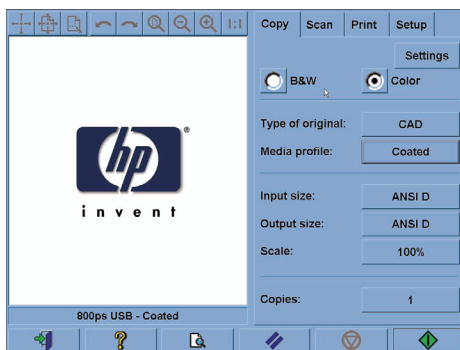 1:1
Copy
Scan
Print
Setup
Settings
B&W
Color
Type of original:
CAD
Media profile:
Coated
Input size:
ANSI D
Output size:
ANSI D
Scale:
100%
Copies:
1
hp
®
invent
800ps USB - Coated
?